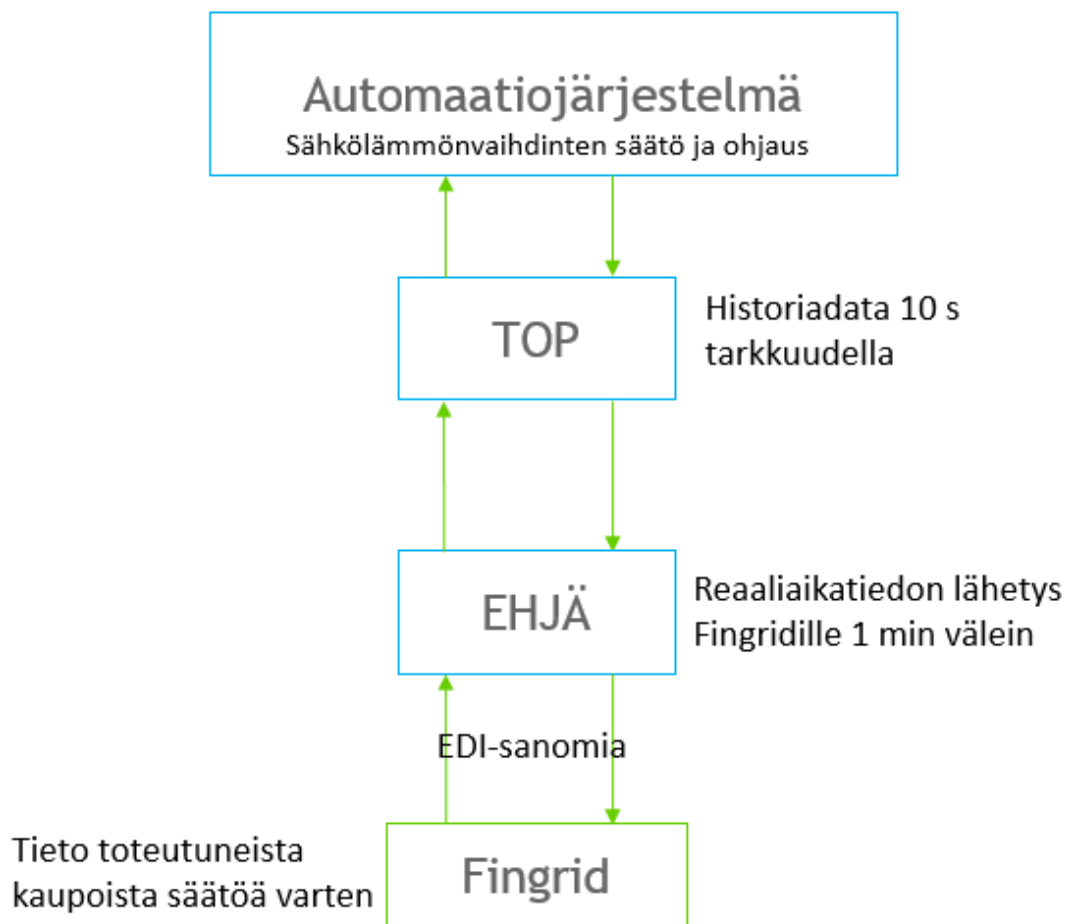 Automaatiojärjestelmä
Sähkölämmönvaihdinten säätö ja ohjaus
TOP
Historiadata 10 s
tarkkuudella
EHJÄ
Reaaliaikatiedon lähetys
Fingridille 1 min välein
EDI-sanomia
Tieto toteutuneista
kaupoista säätöä varten
Fingrid